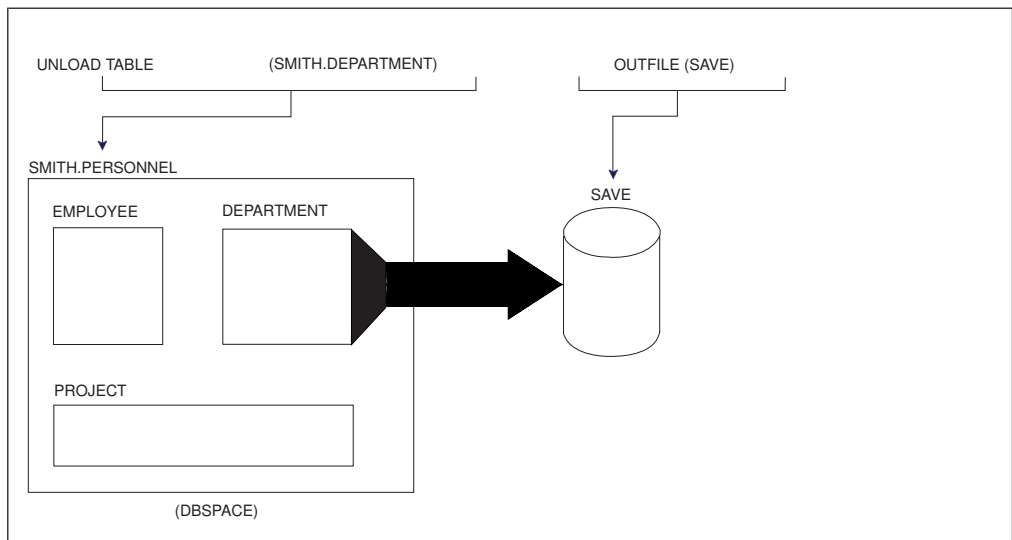 UNLOAD TABLE (SMITH.DEPARTMENT) OUTFILE (SAVE)
SMITH.PERSONNEL
SAVE
EMPLOYEE DEPARTMENT
PROJECT
(DBSPACE)